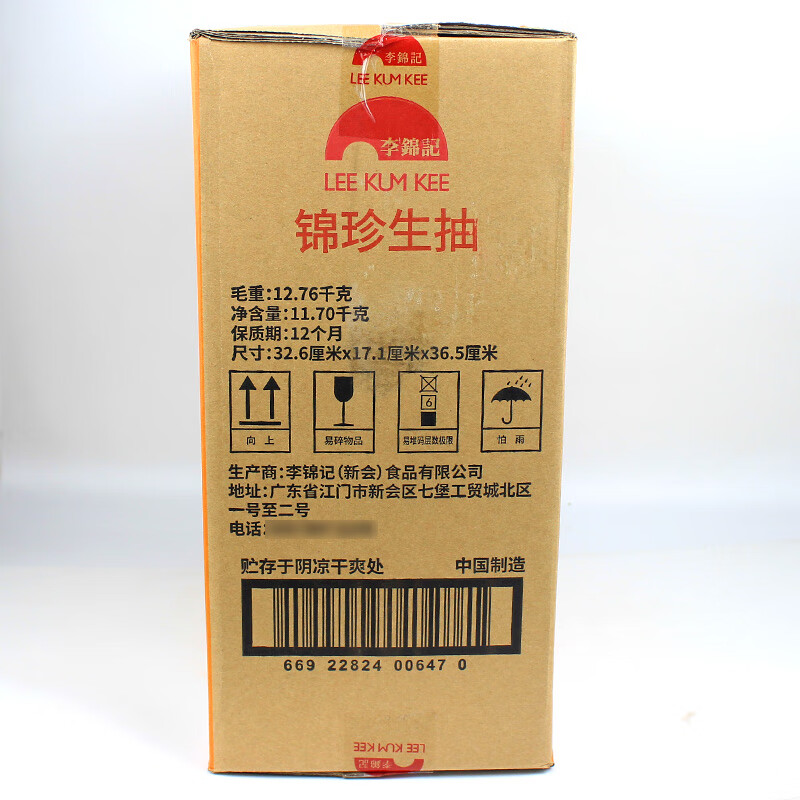 李錦記
LEE KUM KEE
李錦記
LEE KUM KEE
锦珍生抽
毛重:12.76千克
净含量:11.70千克
保质期:12个月
尺寸:32.6厘米x17.1厘米x36.5厘米
6
向上 易碎物品 易堆码层数极限 怕雨
生产商:李锦记(新会)食品有限公司
地址:广东省江门市新会区七堡工贸城北区
一号至二号
电话:
贮存于阴凉干爽处 中国制造
669 22824 00647 0
LEE KUM KEE
李錦記